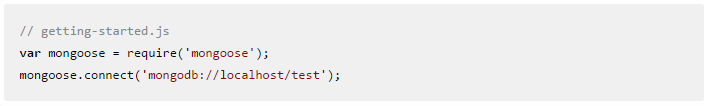 // getting-started.js
var mongoose = require('mongoose');
mongoose.connect('mongodb://localhost/test');